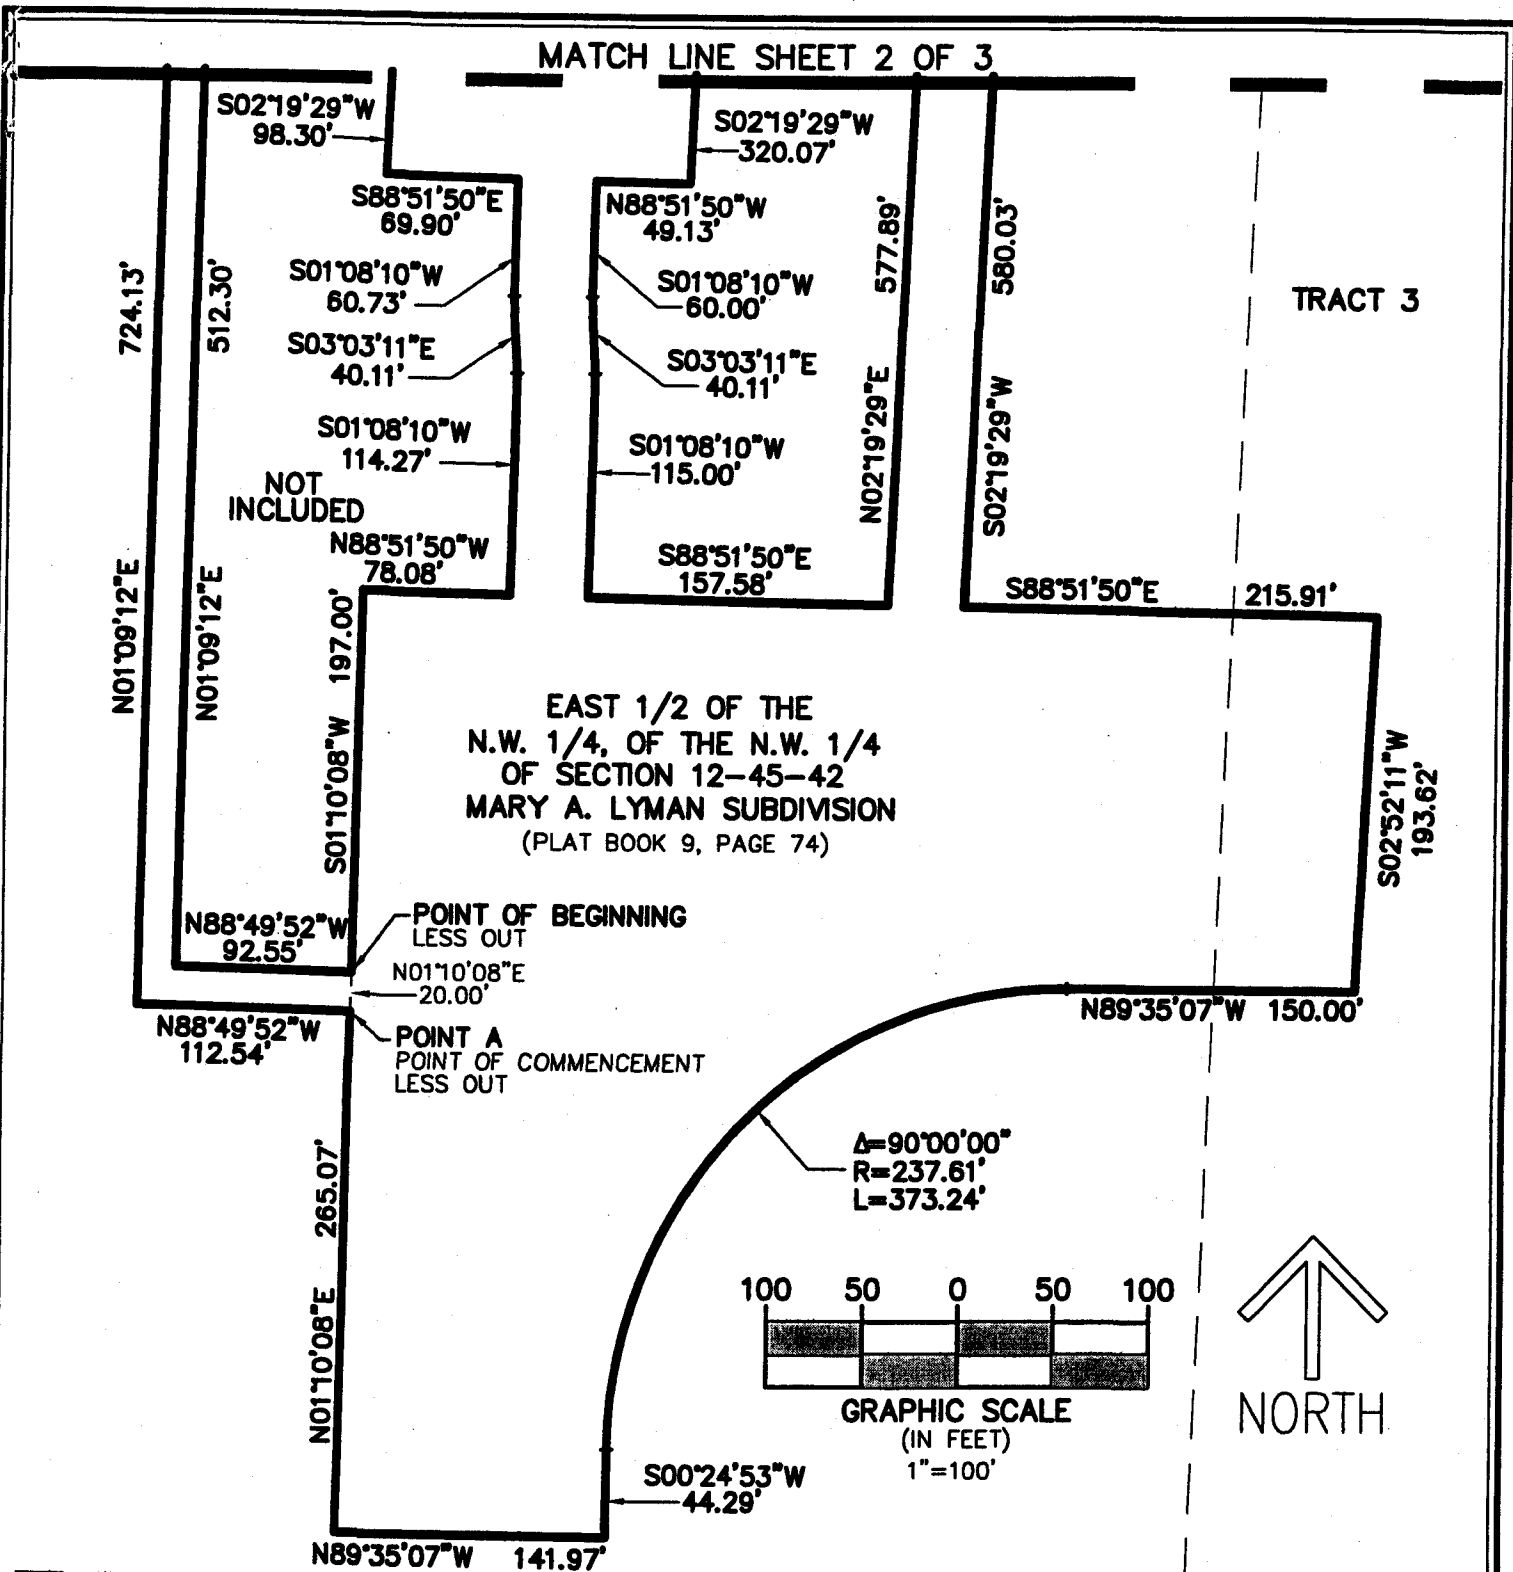 MATCH LINE SHEET 2 OF 3
S02°19'29"W
98.30'
S02°19'29"W
320.07'
S88°51'50"E
69.90'
N88°51'50"W
49.13'
S01°08'10"W
60.73'
S01°08'10"W
60.00'
S03°03'11"E
40.11'
S03°03'11"E
40.11'
S01°08'10"W
114.27'
S01°08'10"W
115.00'
724.13'
512.30'
577.89'
580.03'
TRACT 3
NOT
INCLUDED
N88°51'50"W
78.08'
S88°51'50"E
157.58'
N02°19'29"E
S02°19'29"W
S88°51'50"E 215.91'
N01°09'12"E
N01°09'12"E
S01°10'08"W 197.00'
EAST 1/2 OF THE
N.W. 1/4, OF THE N.W. 1/4
OF SECTION 12-45-42
MARY A. LYMAN SUBDIVISION
(PLAT BOOK 9, PAGE 74)
S02°52'11"W
193.62'
N88°49'52"W
92.55'
POINT OF BEGINNING
LESS OUT
N01°10'08"E
20.00'
N88°49'52"W
112.54'
POINT A
POINT OF COMMENCEMENT
LESS OUT
N89°35'07"W 150.00'
Δ=90°00'00"
R=237.61'
L=373.24'
N01°10'08"E 265.07'
100 50 0 50 100
GRAPHIC SCALE
(IN FEET)
1"=100'
NORTH
S00°24'53"W
44.29'
N89°35'07"W 141.97'